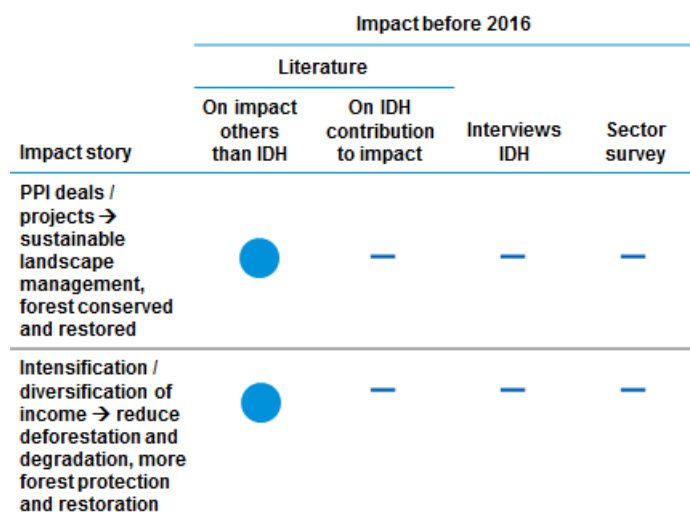 Impact before 2016
Literature
Impact story
On impact
others
than IDH
On IDH
contribution
to impact
Interviews
IDH
Sector
survey
PPI deals /
projects →
sustainable
landscape
management,
forest conserved
and restored
Intensification /
diversification of
income → reduce
deforestation and
degradation, more
forest protection
and restoration